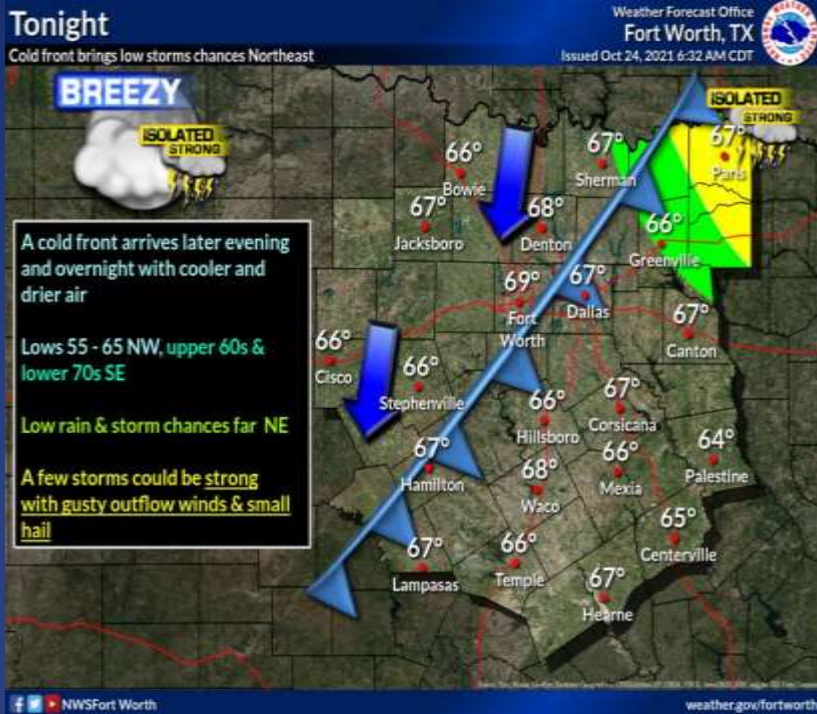 Tonight
Weather Forecast Office
Fort Worth, TX
Cold front brings low storms chances Northeast
Issued Oct 24, 2021 6:32 AM CDT
BREEZY
ISOLATED
STRONG
ISOLATED
STRONG
67°
Paris
67°
Sherman
66°
Bowie
67°
Jacksboro
68°
Denton
66°
Greenville
A cold front arrives later evening
and overnight with cooler and
drier air
Lows 55 - 65 NW, upper 60s &
lower 70s SE
Low rain & storm chances far NE
A few storms could be strong
with gusty outflow winds & small
hail
69°
Fort
Worth
67°
Dallas
67°
Canton
66°
Cisco
66°
Stephenville
66°
Hillsboro
67°
Corsicana
67°
Hamilton
68°
Waco
66°
Mexia
64°
Palestine
65°
Centerville
67°
Lampasas
66°
Temple
67°
Hearne
NWSFort Worth
weather.gov/fortworth